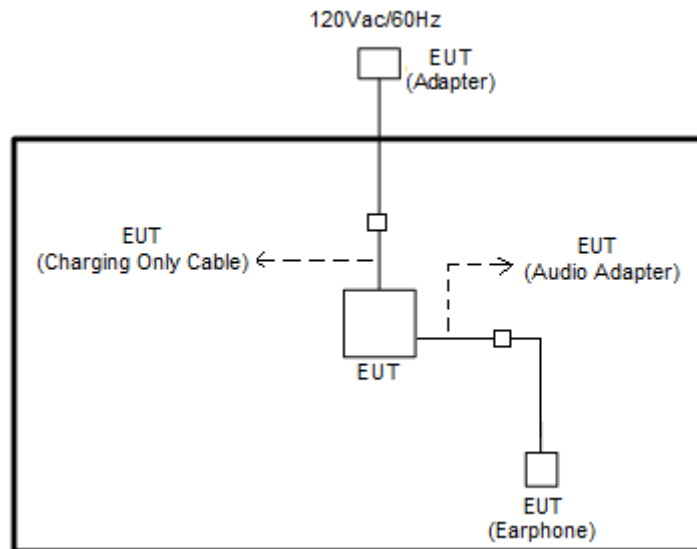 120Vac/60Hz
EUT
(Adapter)
EUT
(Charging Only Cable)
EUT
(Audio Adapter)
EUT
EUT
(Earphone)